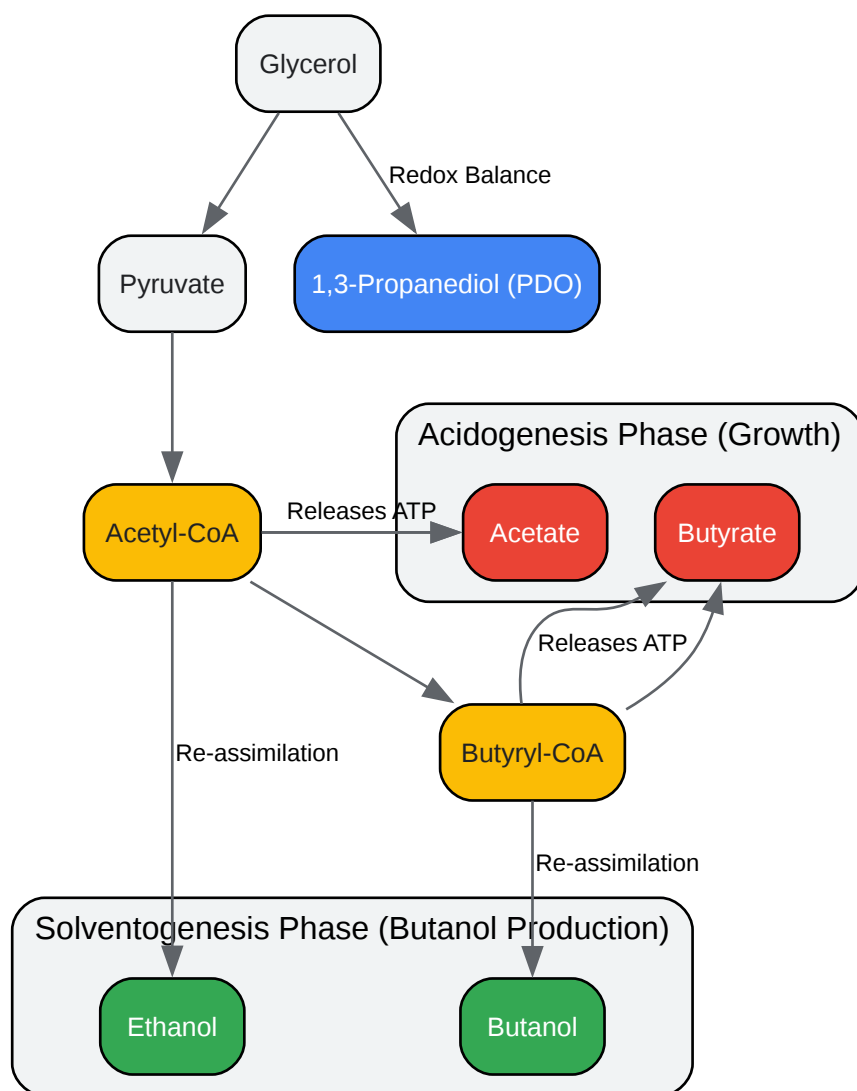 Glycerol
Redox Balance
Pyruvate
1,3-Propanediol (PDO)
Acidogenesis Phase (Growth)
Acetyl-CoA
Releases ATP
Acetate
Butyrate
Releases ATP
Butyryl-CoA
Re-assimilation
Re-assimilation
Solventogenesis Phase (Butanol Production)
Ethanol
Butanol